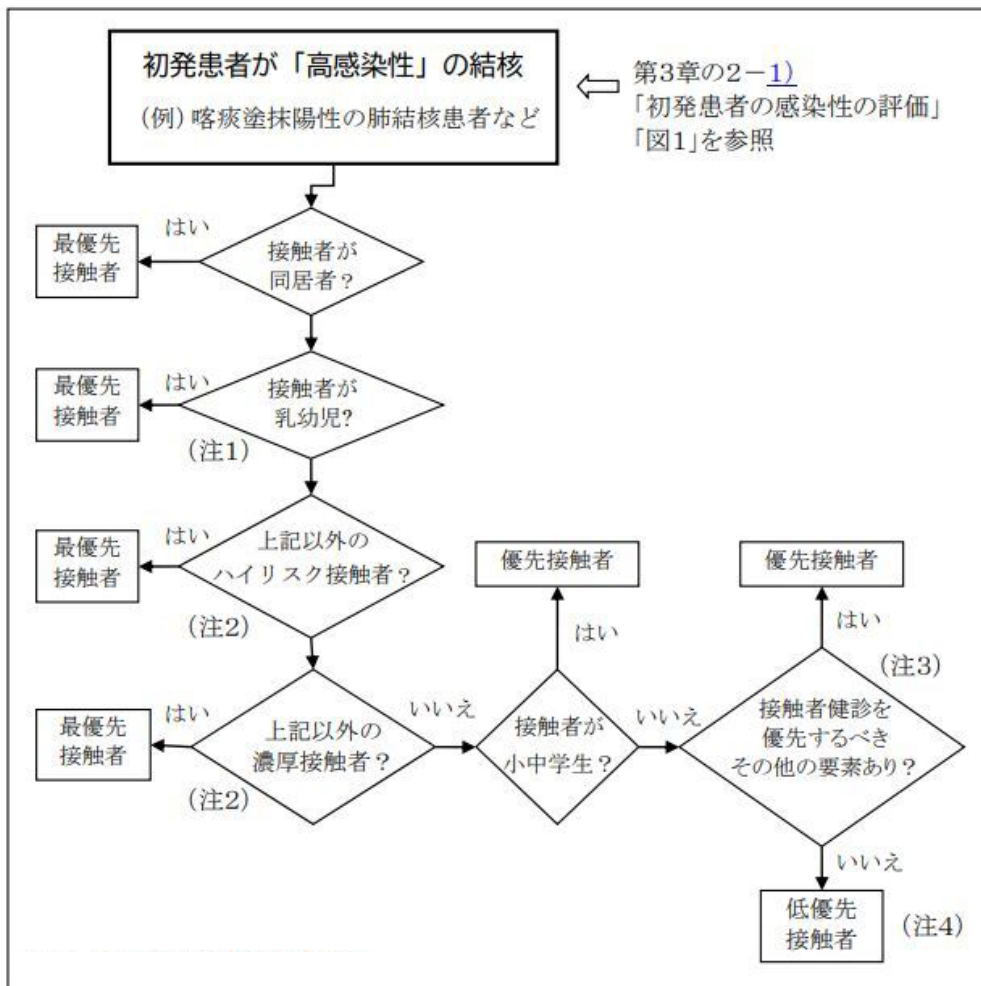 初発患者が「高感染性」の結核
(例) 喀痰塗抹陽性の肺結核患者など
第3章の2－1)
「初発患者の感染性の評価」
「図1」を参照
はい
最優先
接触者
接触者が
同居者？
はい
最優先
接触者
接触者が
乳幼児?
(注1)
はい
最優先
接触者
上記以外の
ハイリスク接触者？
(注2)
優先接触者
はい
優先接触者
はい
(注3)
はい
最優先
接触者
上記以外の
濃厚接触者？
(注2)
いいえ
接触者が
小中学生？
いいえ
接触者健診を
優先するべき
その他の要素あり？
いいえ
低優先
接触者
(注4)